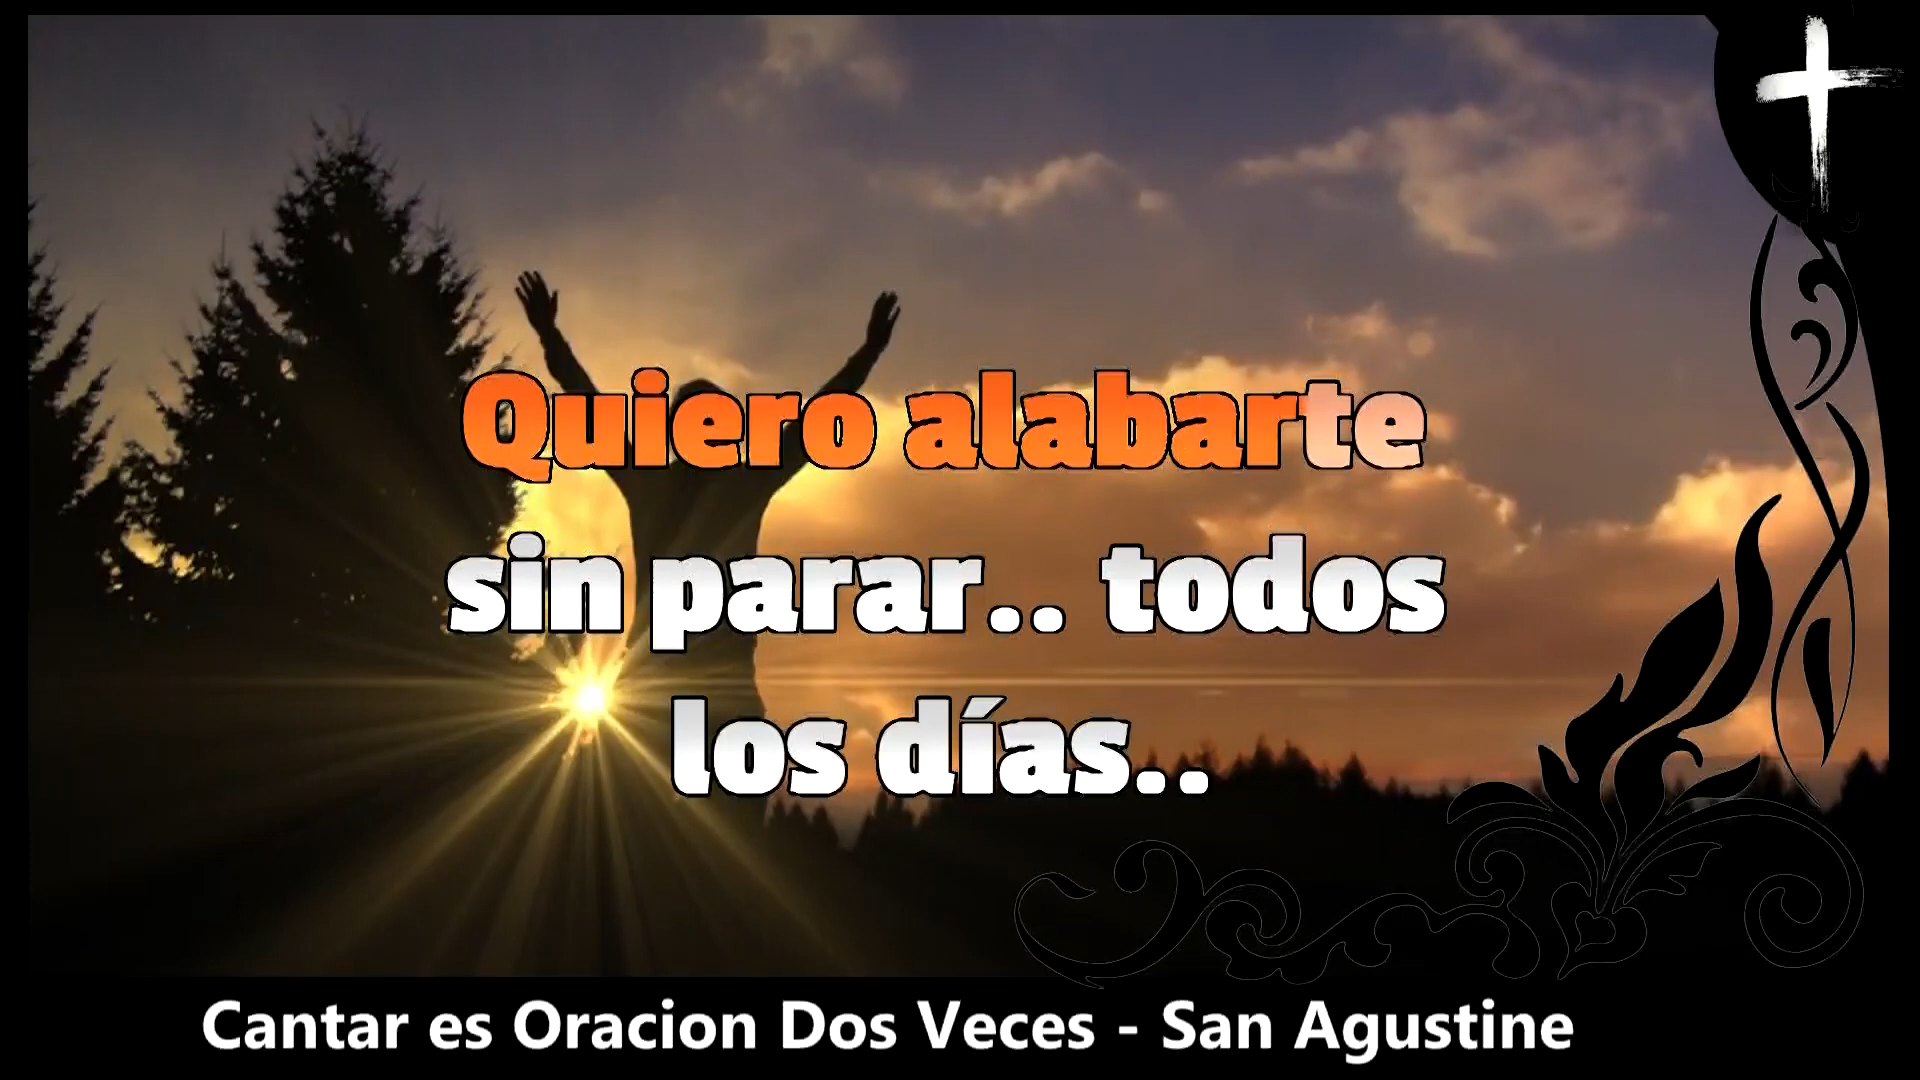 Quiero alabarte
sin parar.. todos
los días..
Cantar es Oracion Dos Veces - San Agustine